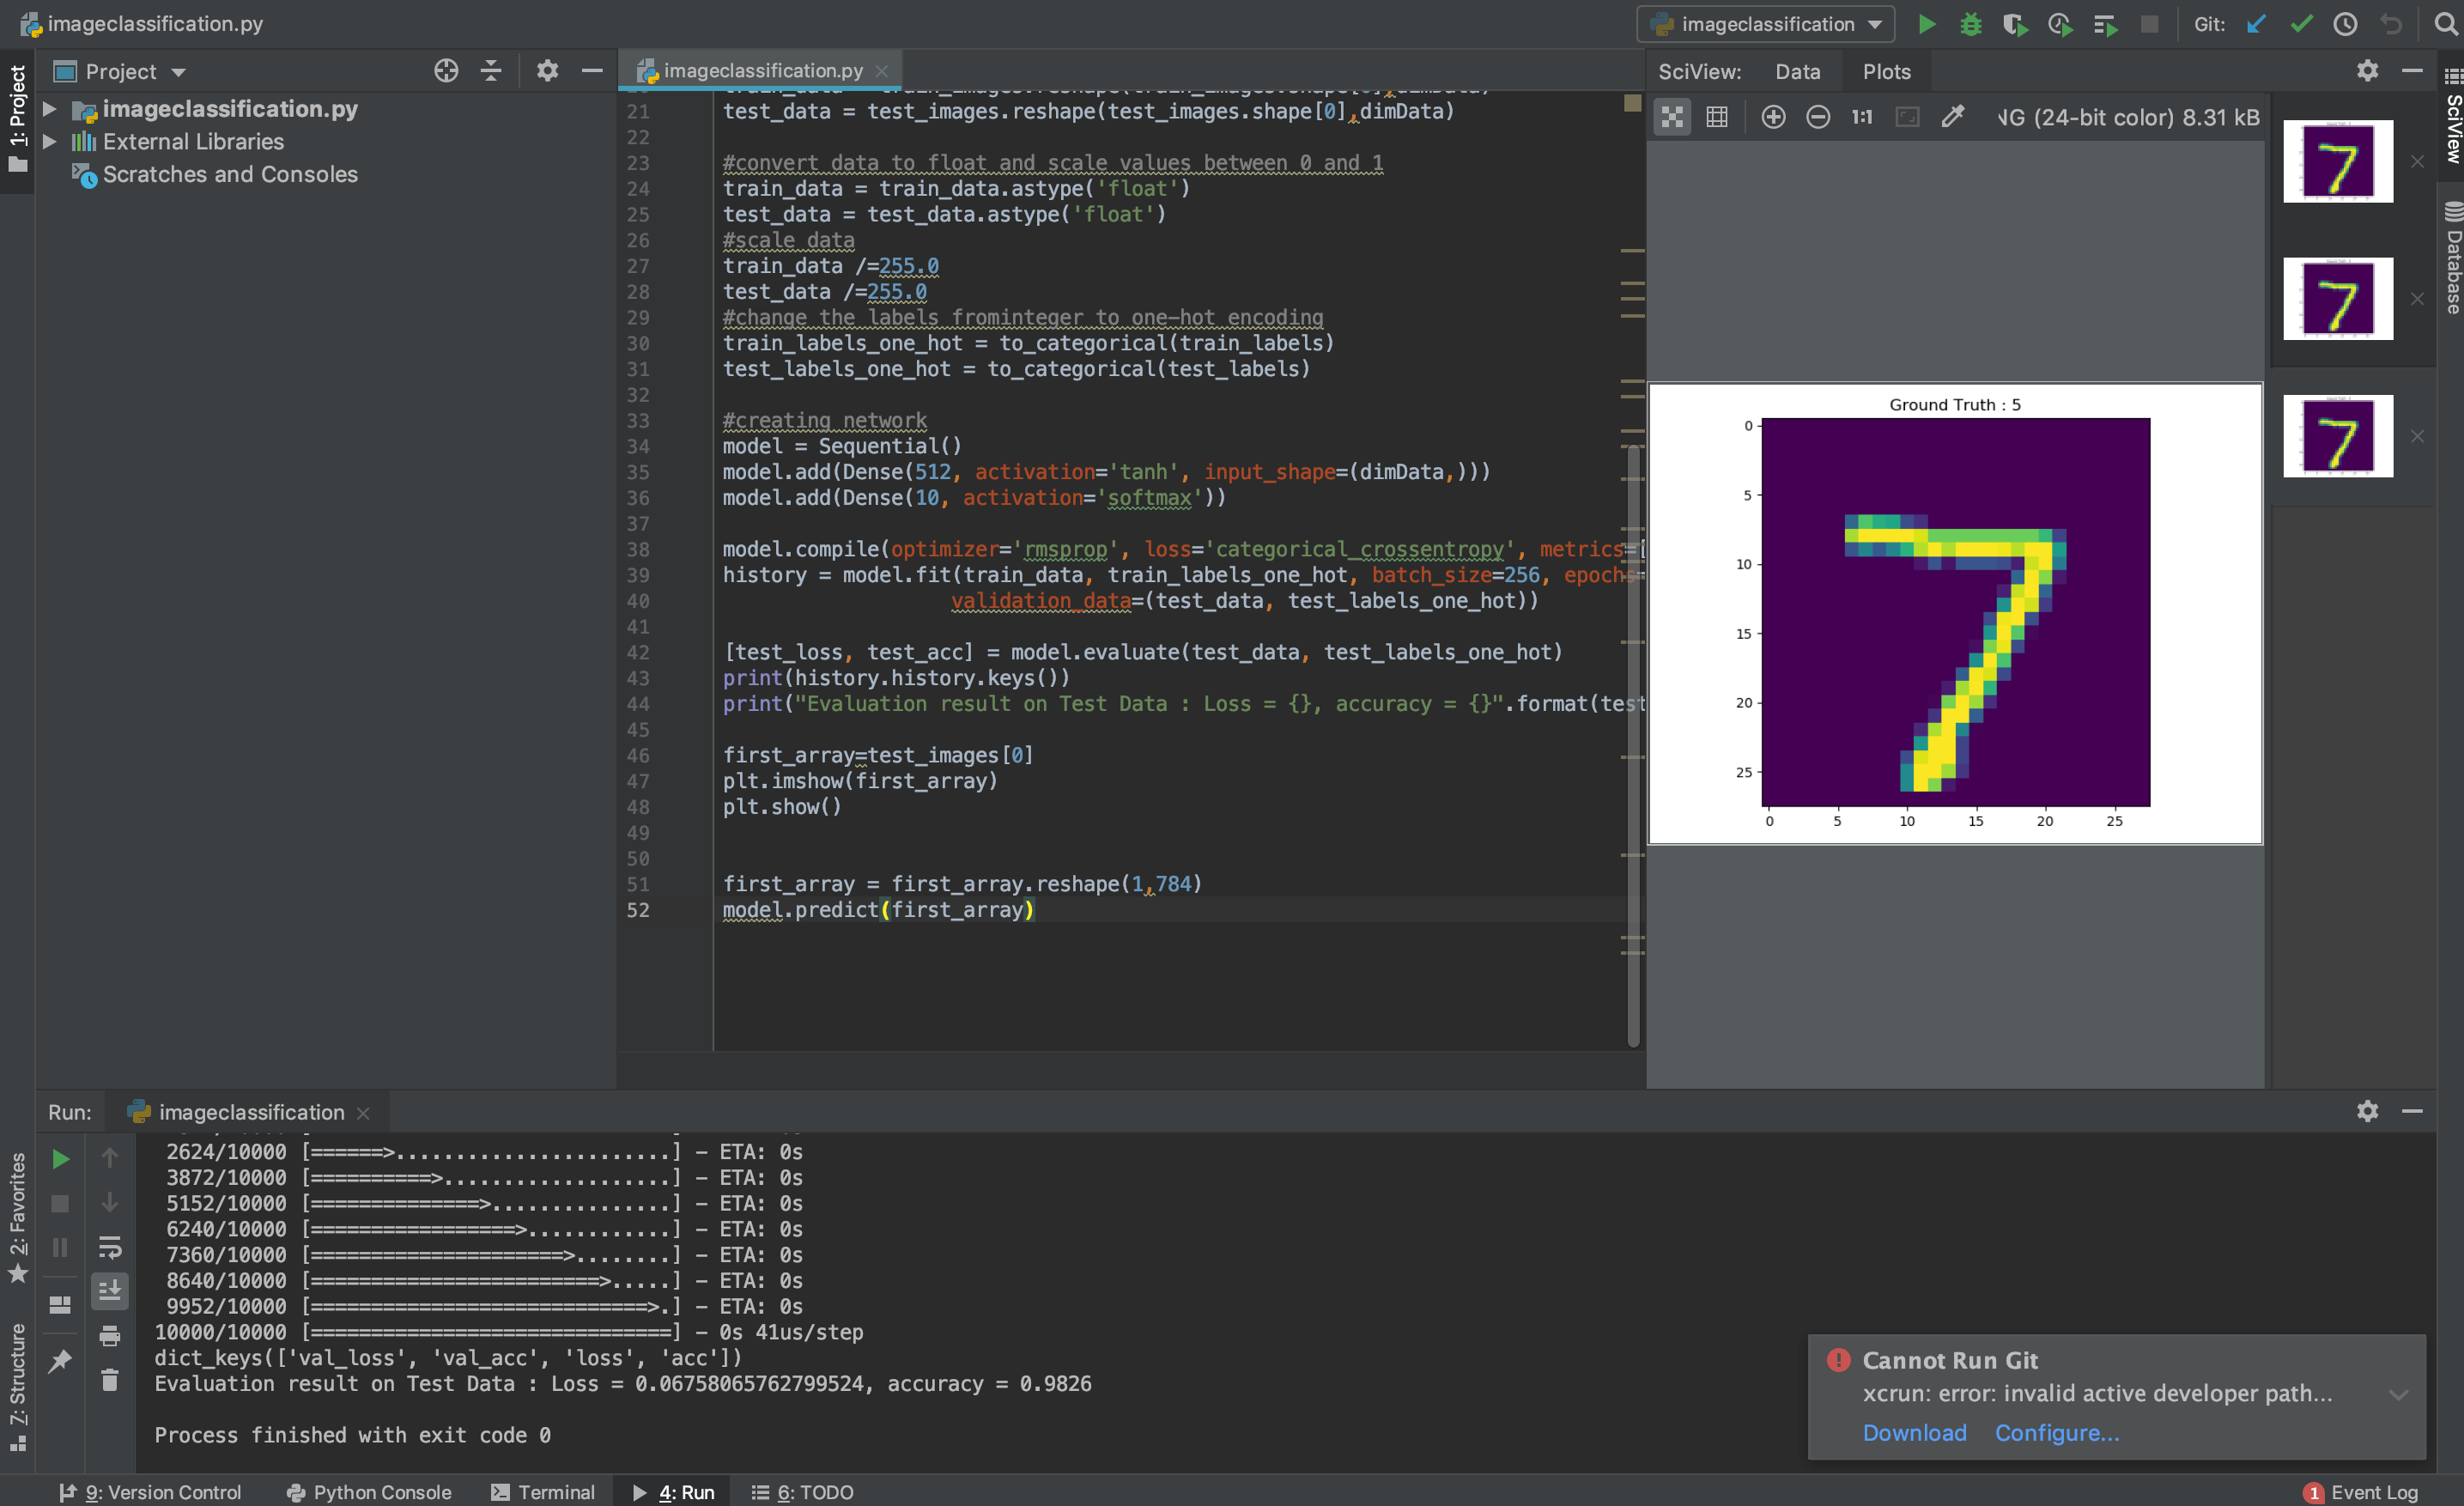 imageclassification.py
imageclassification
Git:
Project
imageclassification.py
SciView: Data Plots
1: Project
imageclassification.py
External Libraries
Scratches and Consoles
NG (24-bit color) 8.31 kB
1:1
SciView
Database
21 test_data = test_images.reshape(test_images.shape[0],dimData)
22
23 #convert data to float and scale values between 0 and 1
24 train_data = train_data.astype('float')
25 test_data = test_data.astype('float')
26 #scale data
27 train_data /=255.0
28 test_data /=255.0
29 #change the labels frominteger to one-hot encoding
30 train_labels_one_hot = to_categorical(train_labels)
31 test_labels_one_hot = to_categorical(test_labels)
32
33 #creating network
34 model = Sequential()
35 model.add(Dense(512, activation='tanh', input_shape=(dimData,)))
36 model.add(Dense(10, activation='softmax'))
37
38 model.compile(optimizer='rmsprop', loss='categorical_crossentropy', metrics=[
39 history = model.fit(train_data, train_labels_one_hot, batch_size=256, epochs=
40 validation_data=(test_data, test_labels_one_hot))
41
42 [test_loss, test_acc] = model.evaluate(test_data, test_labels_one_hot)
43 print(history.history.keys())
44 print("Evaluation result on Test Data : Loss = {}, accuracy = {}".format(test
45
46 first_array=test_images[0]
47 plt.imshow(first_array)
48 plt.show()
49
50
51 first_array = first_array.reshape(1,784)
52 model.predict(first_array)
Ground Truth : 5
0
5
10
15
20
25
0 5 10 15 20 25
Run: imageclassification
2624/10000 [======>.......................] - ETA: 0s
3872/10000 [==========>...................] - ETA: 0s
5152/10000 [==============>...............] - ETA: 0s
6240/10000 [=================>............] - ETA: 0s
7360/10000 [=====================>........] - ETA: 0s
8640/10000 [========================>.....] - ETA: 0s
9952/10000 [============================>.] - ETA: 0s
10000/10000 [==============================] - 0s 41us/step
dict_keys(['val_loss', 'val_acc', 'loss', 'acc'])
Evaluation result on Test Data : Loss = 0.06758065762799524, accuracy = 0.9826
Process finished with exit code 0
2: Favorites
7: Structure
Cannot Run Git
xcrun: error: invalid active developer path...
Download Configure...
9: Version Control Python Console Terminal 4: Run 6: TODO
1 Event Log